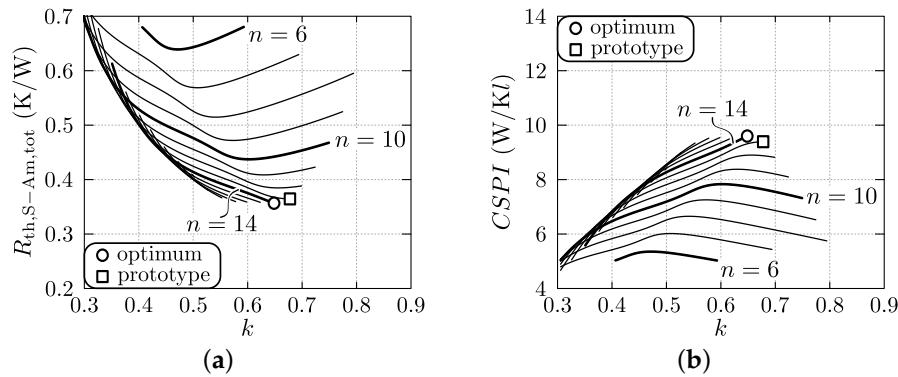 0.7
0.6
0.5
0.4
0.3
0.2
R_th,S−Am,tot (K/W)
n = 6
n = 10
n = 14
optimum
prototype
0.3 0.4 0.5 0.6 0.7 0.8 0.9
k
(a)
14
12
10
8
6
4
CSPI (W/Kl)
optimum
prototype
n = 14
n = 10
n = 6
0.3 0.4 0.5 0.6 0.7 0.8 0.9
k
(b)